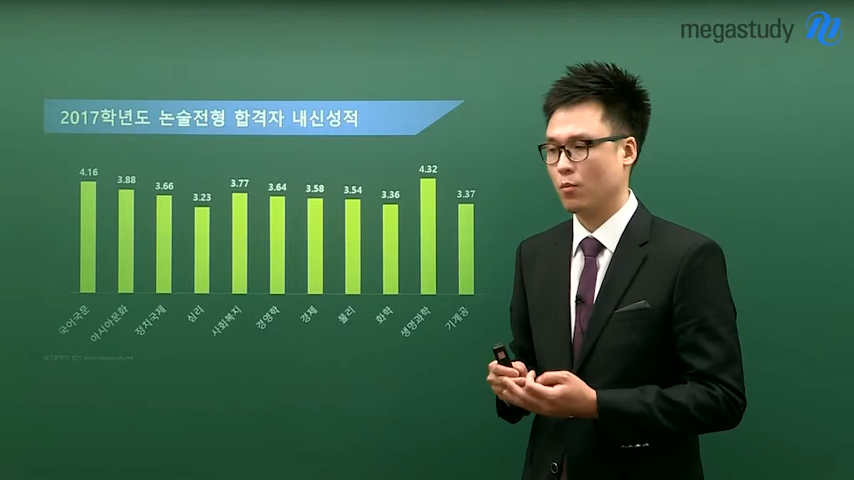 megastudy
2017학년도 논술전형 합격자 내신성적
4.16
3.88
3.66
3.23
3.77
3.64
3.58
3.54
3.36
4.32
3.37
국어국문
아시아문화
정치국제
심리
사회복지
경영학
경제
물리
화학
생명과학
기계공